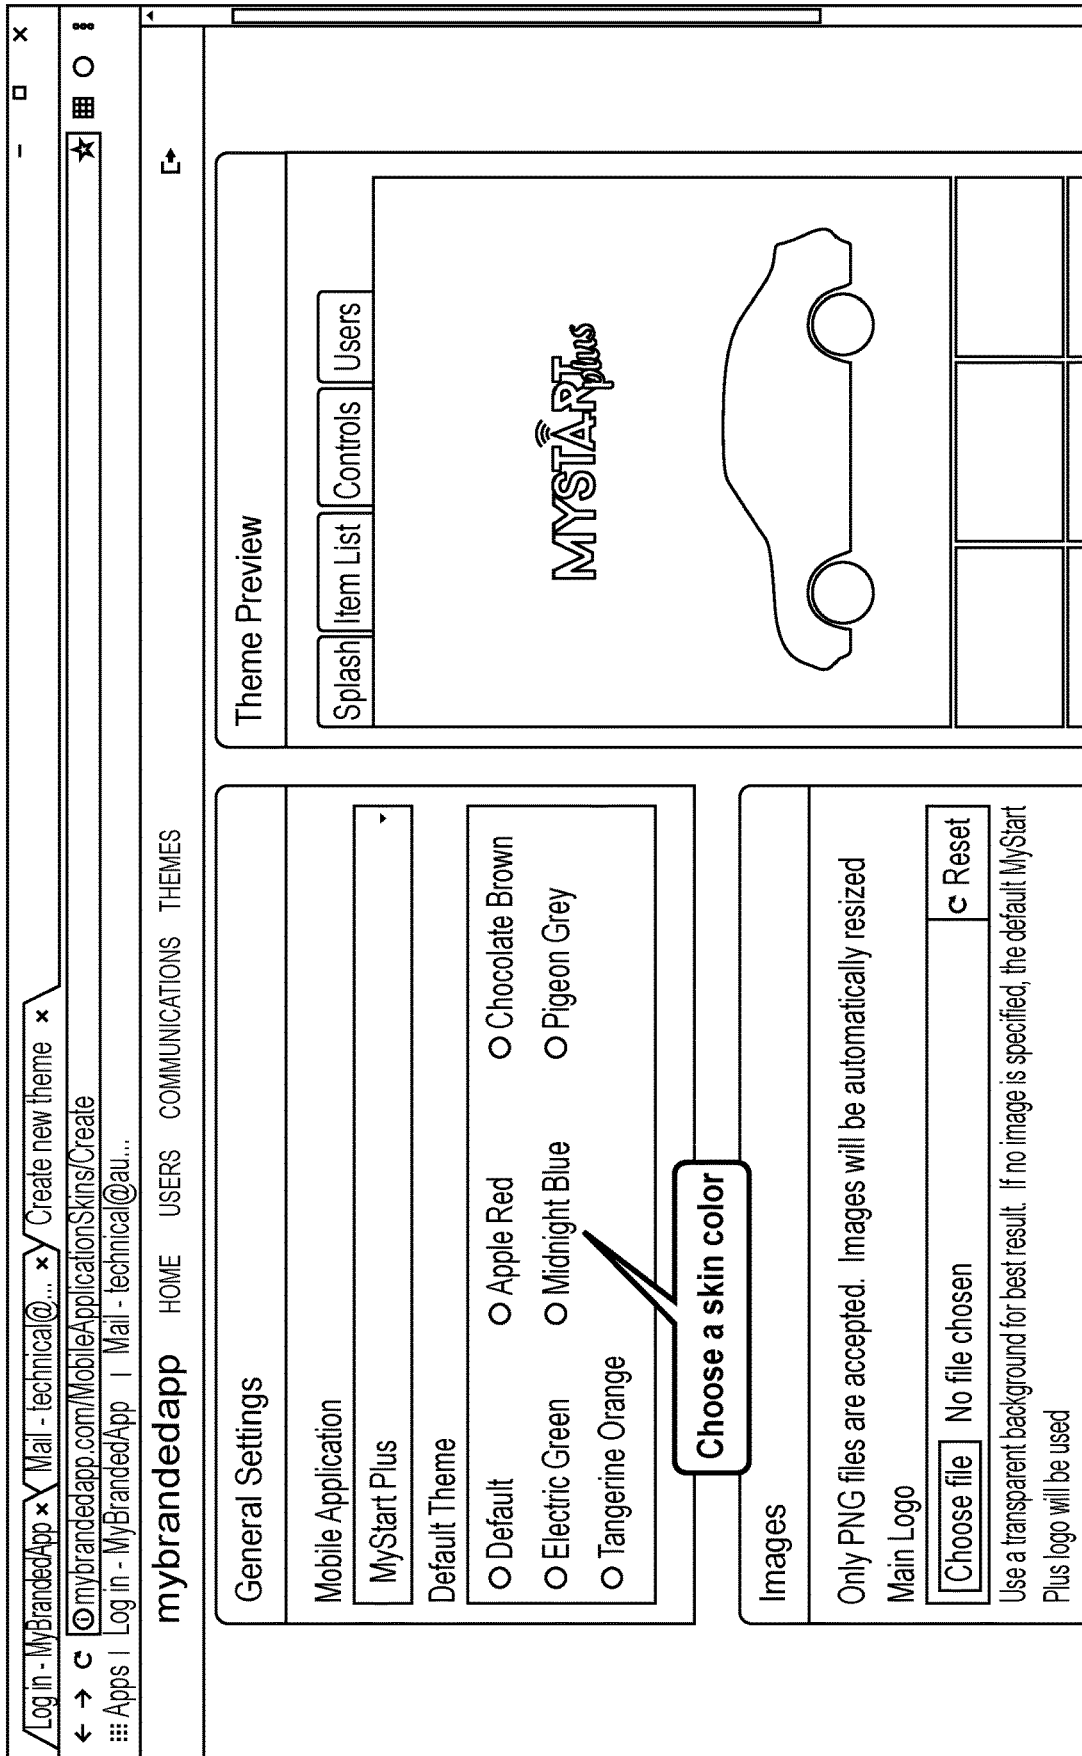 Log in - MyBrandedApp × Mail - technical@... × Create new theme ×
mybrandedapp.com/MobileApplicationSkins/Create
Apps | Log in - MyBrandedApp | Mail - technical@au...
mybrandedapp HOME USERS COMMUNICATIONS THEMES
General Settings
Mobile Application
MyStart Plus
Default Theme
Default Apple Red Chocolate Brown
Electric Green Midnight Blue Pigeon Grey
Tangerine Orange
Choose a skin color
Images
Only PNG files are accepted. Images will be automatically resized
Main Logo
Choose file No file chosen Reset
Use a transparent background for best result. If no image is specified, the default MyStart
Plus logo will be used
Theme Preview
Splash Item List Controls Users
MYSTART
plus